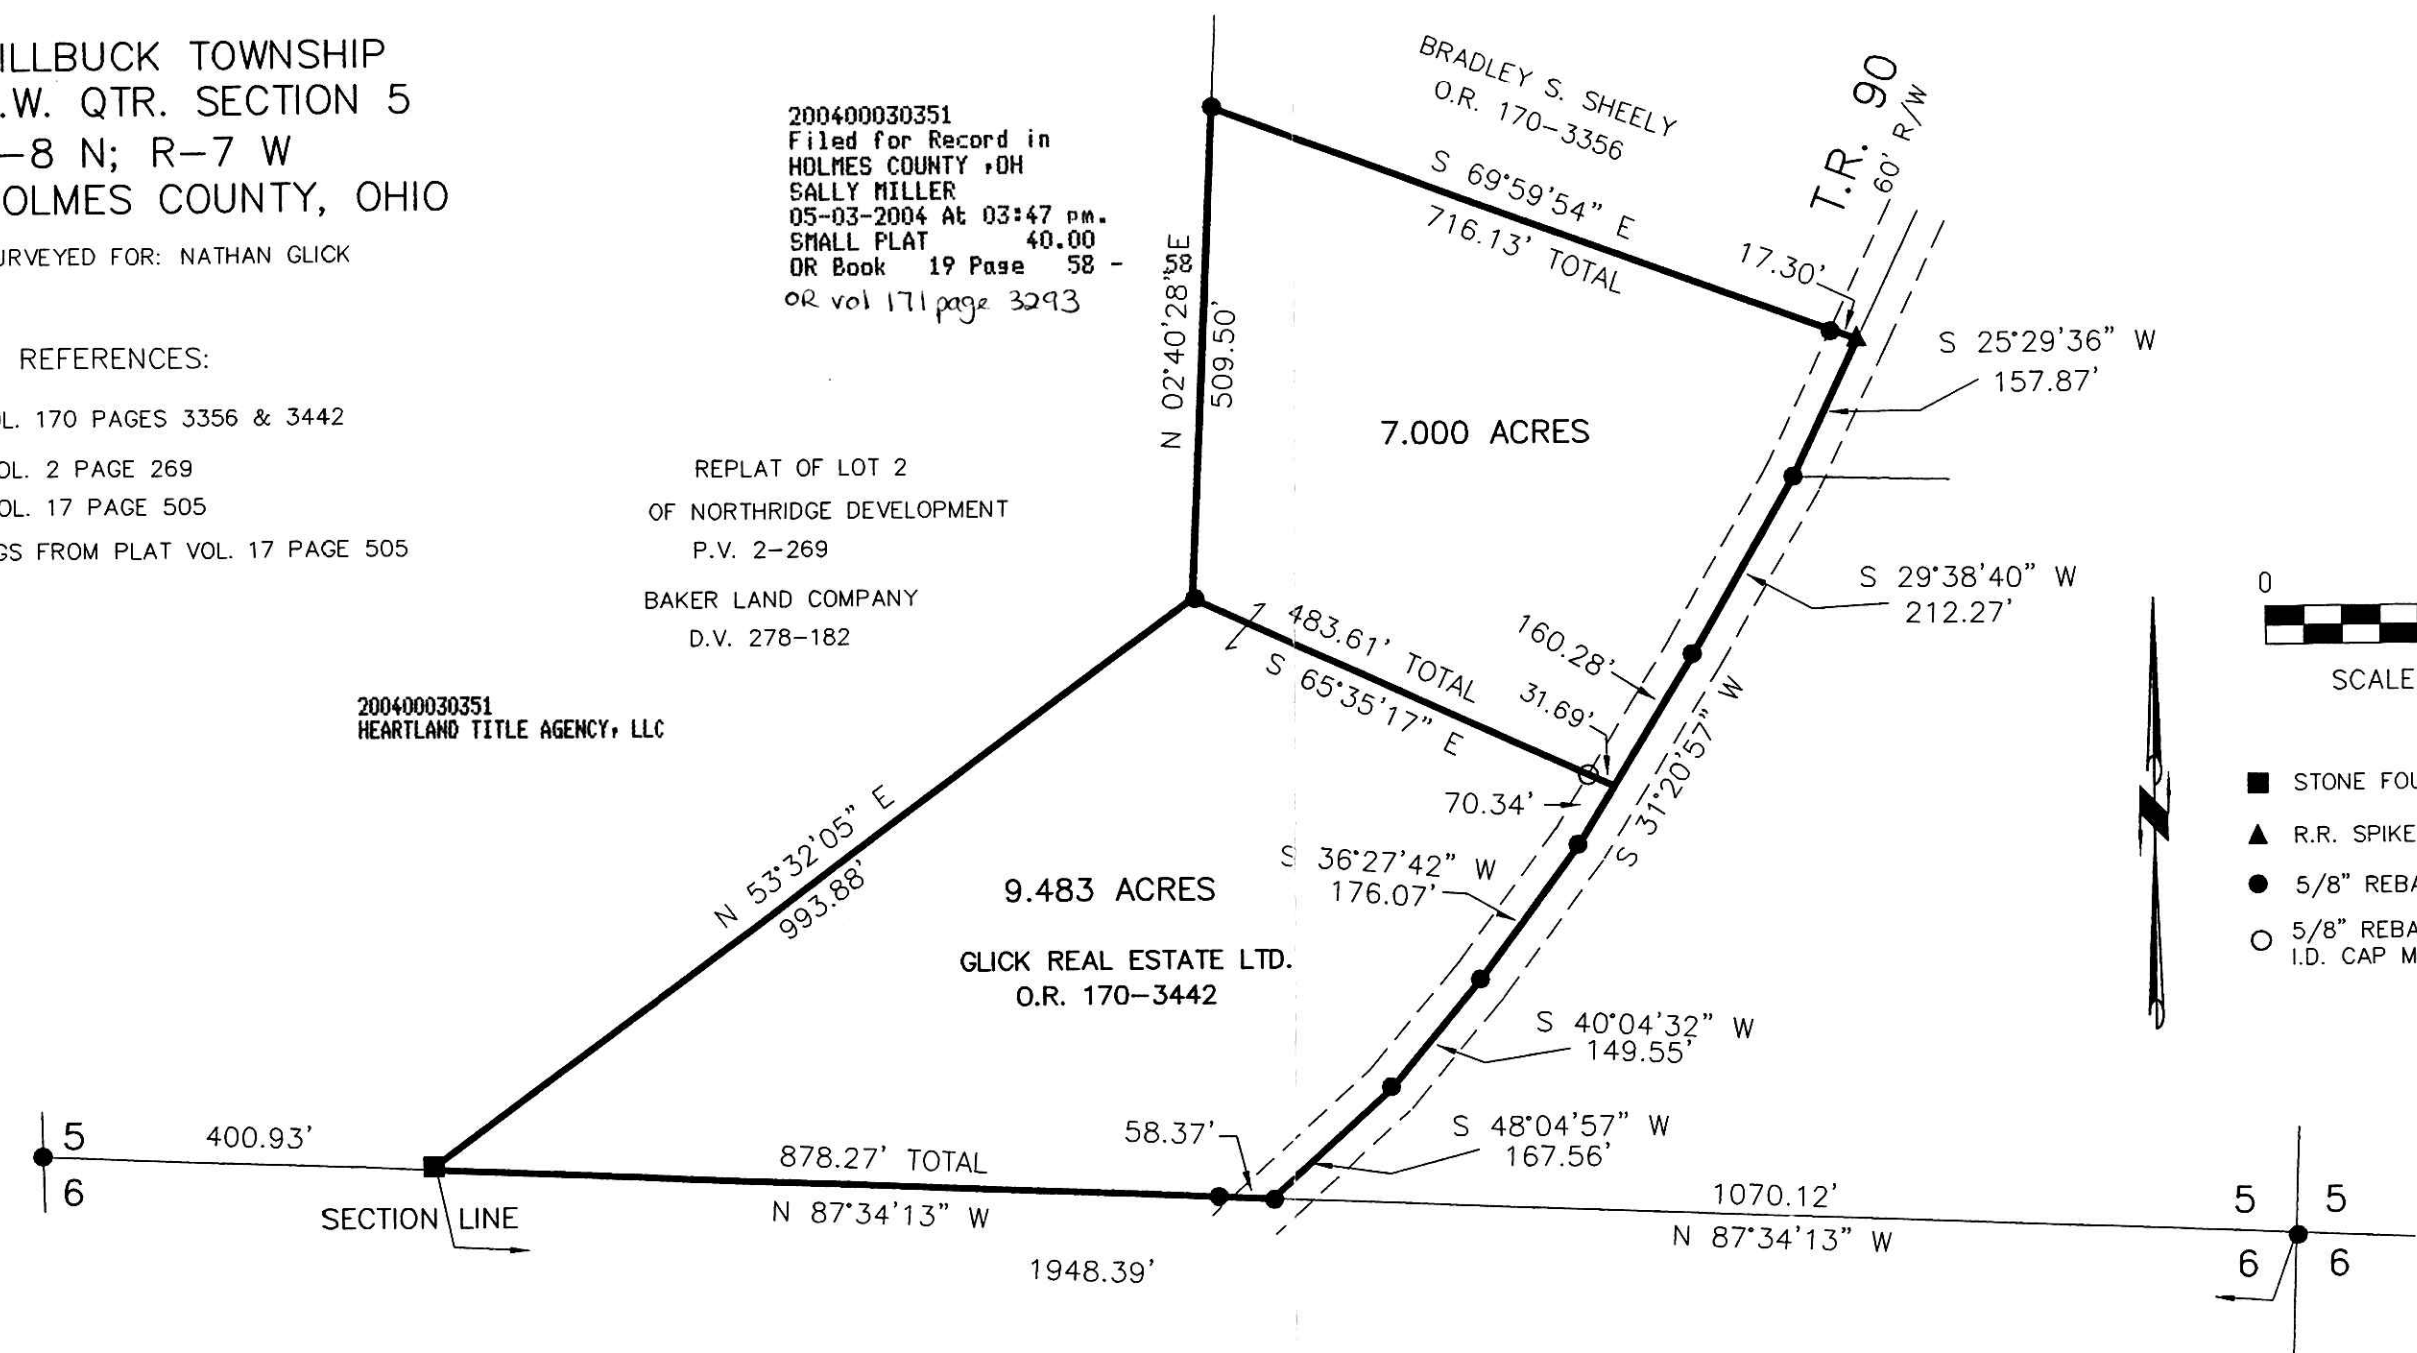 ILLBUCK TOWNSHIP
.W. QTR. SECTION 5
-8 N; R-7 W
OLMES COUNTY, OHIO
URVEYED FOR: NATHAN GLICK
REFERENCES:
OL. 170 PAGES 3356 & 3442
OL. 2 PAGE 269
OL. 17 PAGE 505
GS FROM PLAT VOL. 17 PAGE 505
200400030351
Filed for Record in
HOLMES COUNTY ,OH
SALLY MILLER
05-03-2004 At 03:47 pm.
SMALL PLAT 40.00
OR Book 19 Page 58 - 58
OR vol 171 page 3293
REPLAT OF LOT 2
OF NORTHRIDGE DEVELOPMENT
P.V. 2-269
BAKER LAND COMPANY
D.V. 278-182
200400030351
HEARTLAND TITLE AGENCY, LLC
BRADLEY S. SHEELY
O.R. 170-3356
S 69°59'54" E
716.13' TOTAL
T.R. 90
60' R/W
17.30'
N 02°40'28" E
509.50'
7.000 ACRES
S 25°29'36" W
157.87'
S 29°38'40" W
212.27'
483.61' TOTAL
S 65°35'17" E
160.28'
31.69'
S 31°20'57" W
70.34'
S 36°27'42" W
176.07'
N 53°32'05" E
993.88'
9.483 ACRES
GLICK REAL ESTATE LTD.
O.R. 170-3442
S 40°04'32" W
149.55'
S 48°04'57" W
167.56'
58.37'
5
6
400.93'
878.27' TOTAL
N 87°34'13" W
SECTION LINE
1948.39'
1070.12'
N 87°34'13" W
5 5
6 6
0
SCALE
STONE FOU
R.R. SPIKE
5/8" REBA
5/8" REBA
I.D. CAP M